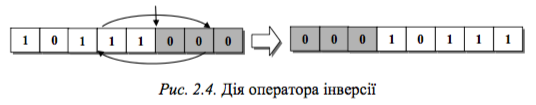 1 0 1 1 1 0 0 0 0 0 0 1 0 1 1 1
Рис. 2.4. Дія оператора інверсії